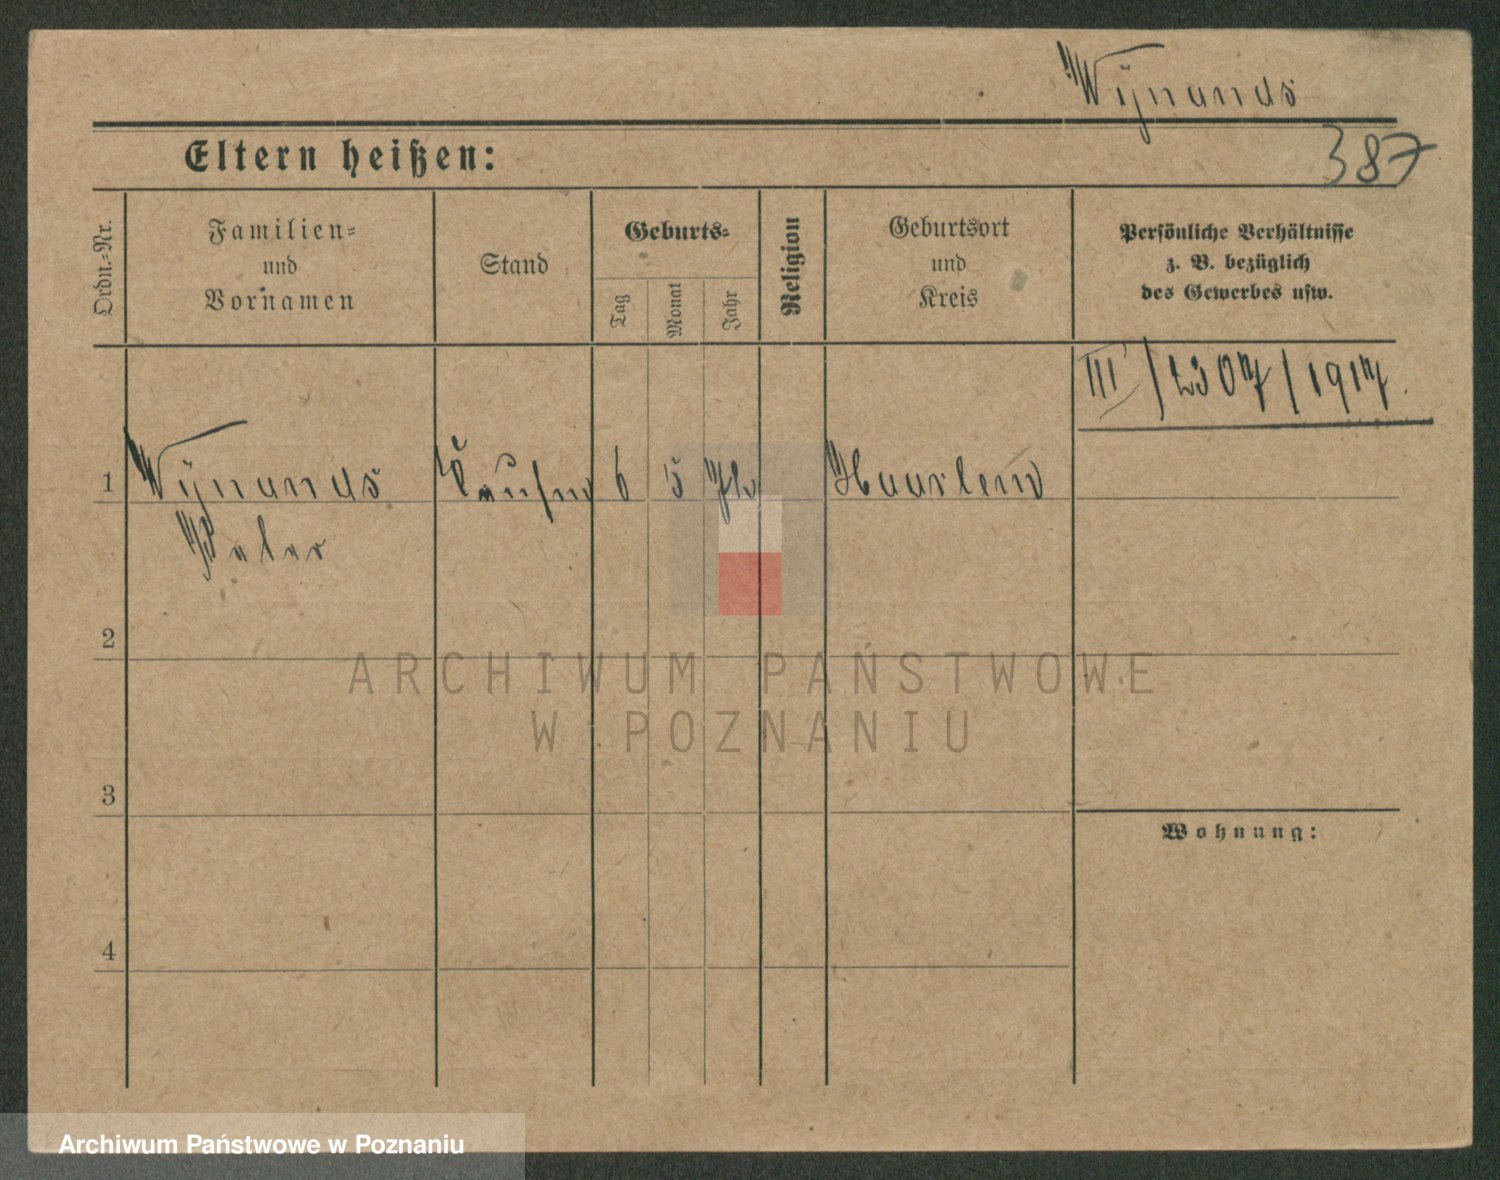 Wijnands
Eltern heißen:
387
Ordn.-Nr.
Familien-
und
Vornamen
Stand
Geburts-
Tag
Monat
Jahr
Religion
Geburtsort
und
Kreis
Persönliche Verhältnisse
z. B. bezüglich
des Gewerbes usw.
III/2307/1917.
1 Wijnands 6 5 Haarlem
Peter
2
ARCHIWUM PAŃSTWOWE
W POZNANIU
3
Wohnung:
4
Archiwum Państwowe w Poznaniu